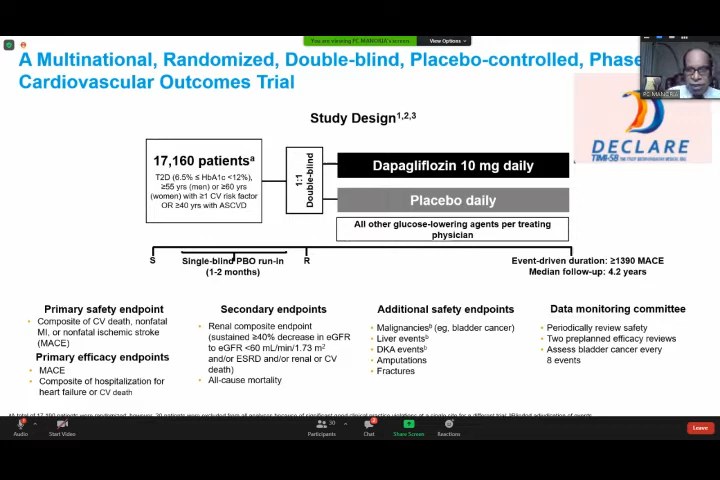 You are viewing PC MANORIA's screen
View Options
A Multinational, Randomized, Double-blind, Placebo-controlled, Phase
Cardiovascular Outcomes Trial
PC MANORIA
Study Design1,2,3
DECLARE
TIMI-58
17,160 patientsa
T2D (6.5% ≤ HbA1c <12%),
≥55 yrs (men) or ≥60 yrs
(women) with ≥1 CV risk factor
OR ≥40 yrs with ASCVD
1:1
Double-blind
Dapagliflozin 10 mg daily
Placebo daily
All other glucose-lowering agents per treating
physician
S
Single-blind PBO run-in
(1-2 months)
R
Event-driven duration: ≥1390 MACE
Median follow-up: 4.2 years
Primary safety endpoint
• Composite of CV death, nonfatal
MI, or nonfatal ischemic stroke
(MACE)
Primary efficacy endpoints
• MACE
• Composite of hospitalization for
heart failure or CV death
Secondary endpoints
• Renal composite endpoint
(sustained ≥40% decrease in eGFR
to eGFR <60 mL/min/1.73 m2
and/or ESRD and/or renal or CV
death)
• All-cause mortality
Additional safety endpoints
• Malignanciesb (eg, bladder cancer)
• Liver eventsb
• DKA eventsb
• Amputations
• Fractures
Data monitoring committee
• Periodically review safety
• Two preplanned efficacy reviews
• Assess bladder cancer every
8 events
Audio
Start Video
30
Participants
Chat
Share Screen
Reactions
Leave